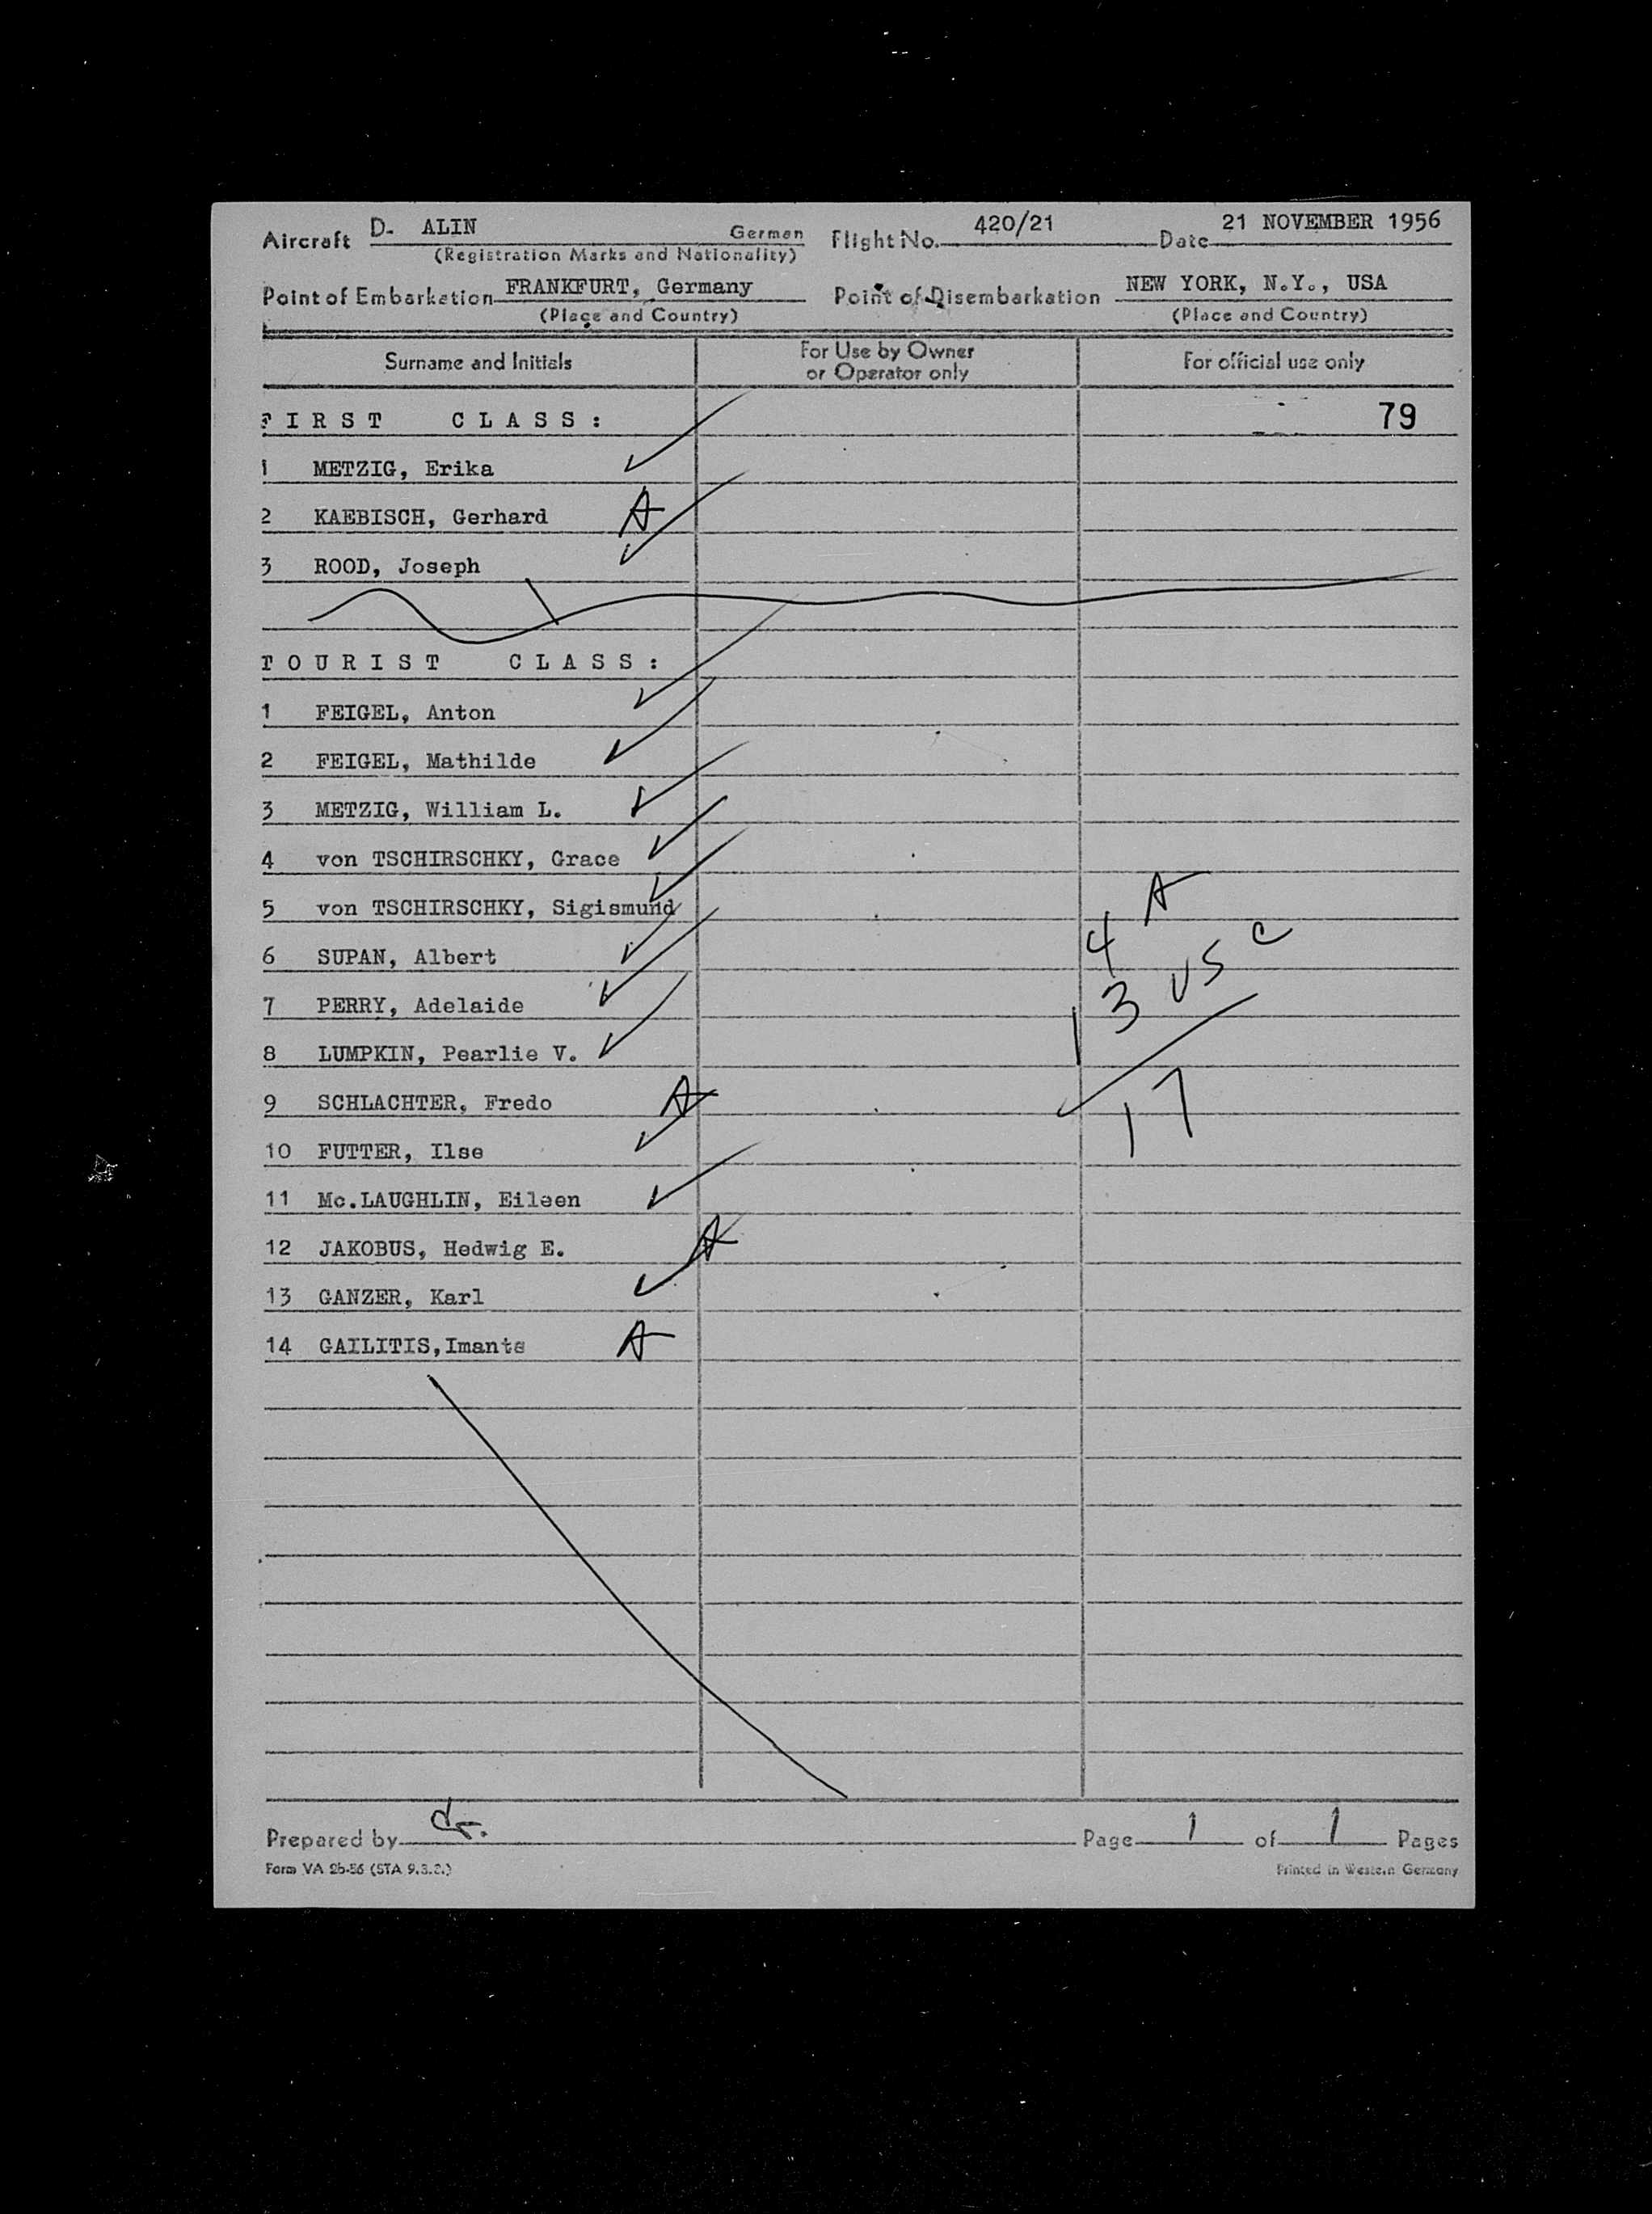 Aircraft D- ALIN German Flight No. 420/21 Date 21 NOVEMBER 1956
(Registration Marks and Nationality)
Point of Embarkation FRANKFURT, Germany Point of Disembarkation NEW YORK, N.Y., USA
(Place and Country) (Place and Country)
Surname and Initials For Use by Owner or Operator only For official use only
FIRST CLASS: 79
1 METZIG, Erika
2 KAEBISCH, Gerhard A
3 ROOD, Joseph
TOURIST CLASS:
1 FEIGEL, Anton
2 FEIGEL, Mathilde
3 METZIG, William L.
4 von TSCHIRSCHKY, Grace
5 von TSCHIRSCHKY, Sigismund
4 A
6 SUPAN, Albert
7 PERRY, Adelaide
13 USC
8 LUMPKIN, Pearlie V.
9 SCHLACHTER, Fredo A
17
10 FUTTER, Ilse
11 Mc.LAUGHLIN, Eileen
12 JAKOBUS, Hedwig E. A
13 GANZER, Karl
14 GAILITIS,Imants A
Prepared by Page 1 of 1 Pages
Form VA 2b-56 (STA 9.3.2.) Printed in Western Germany